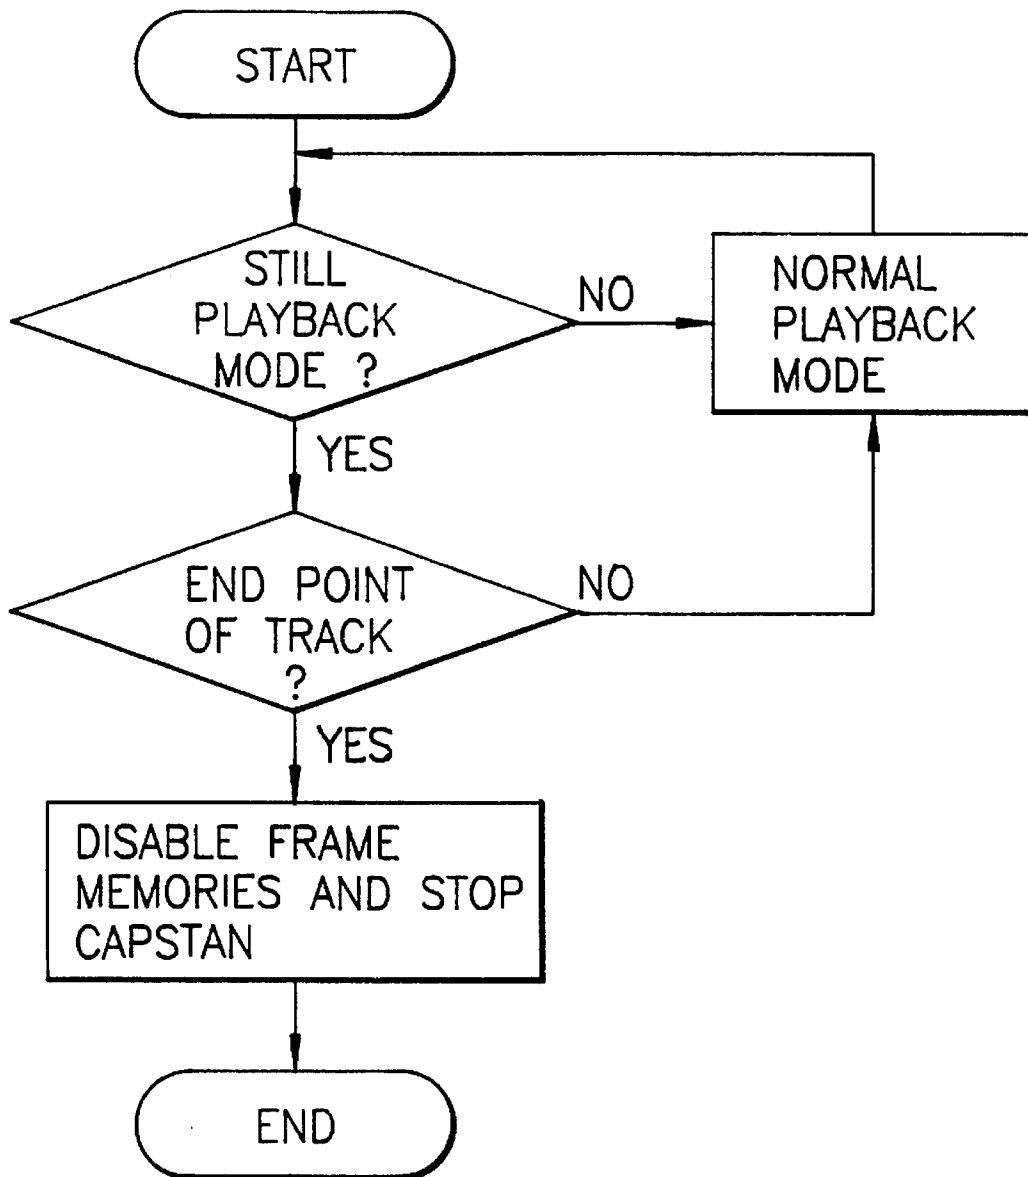 START
STILL
PLAYBACK
MODE ?
NO
NORMAL
PLAYBACK
MODE
YES
END POINT
OF TRACK
?
NO
YES
DISABLE FRAME
MEMORIES AND STOP
CAPSTAN
END